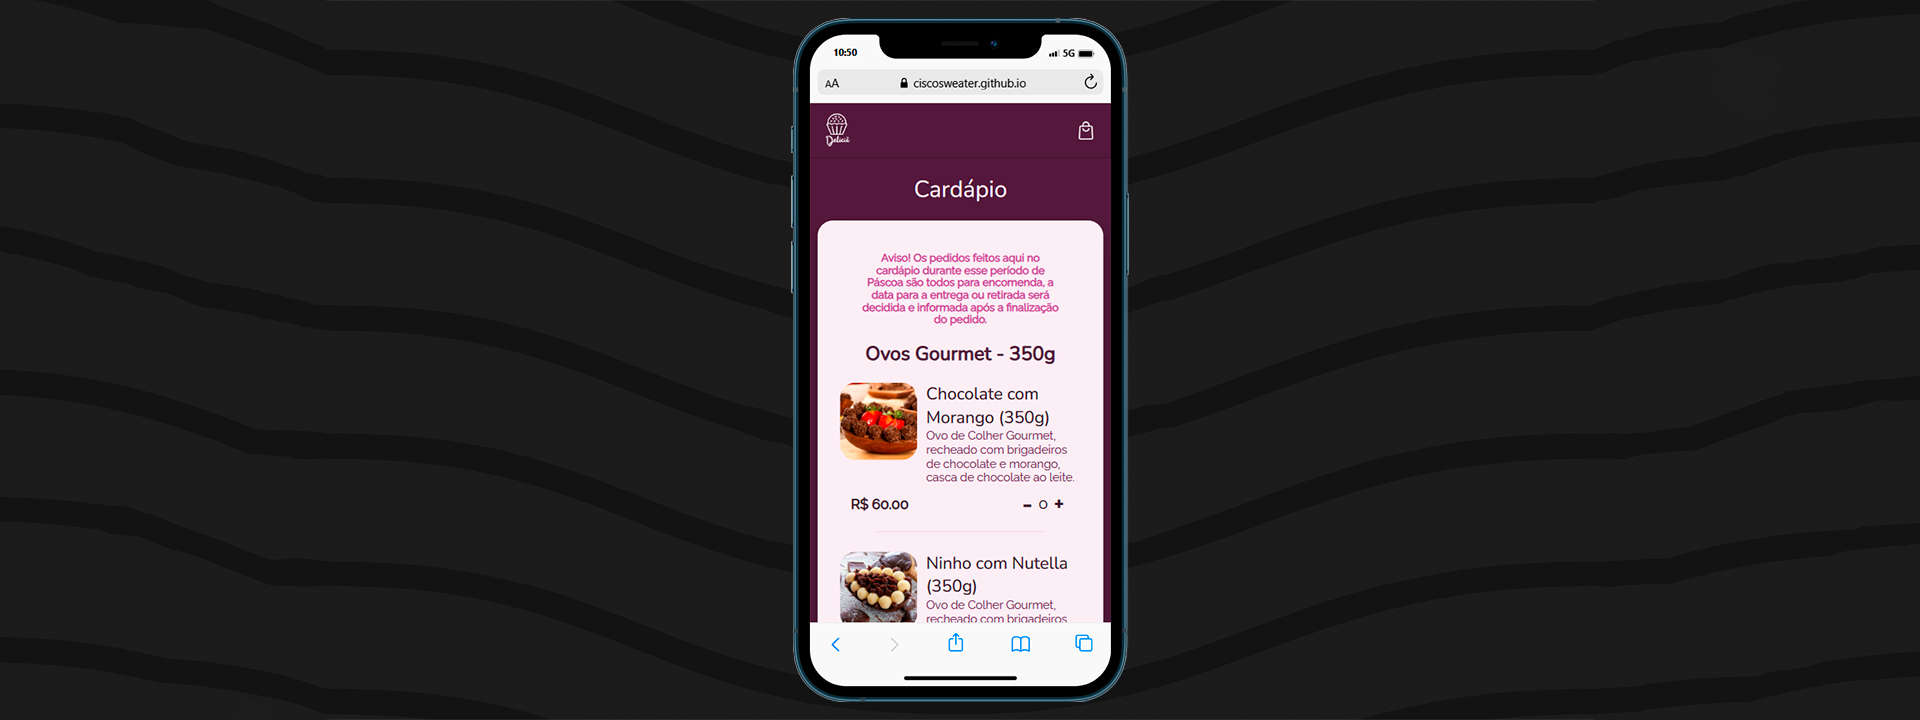 10:50
5G
AA
ciscosweater.github.io
Delicié
Cardápio
Aviso! Os pedidos feitos aqui no
cardápio durante esse período de
Páscoa são todos para encomenda, a
data para a entrega ou retirada será
decidida e informada após a finalização
do pedido.
Ovos Gourmet - 350g
Chocolate com
Morango (350g)
Ovo de Colher Gourmet,
recheado com brigadeiros
de chocolate e morango,
casca de chocolate ao leite.
R$ 60.00
- 0 +
Ninho com Nutella
(350g)
Ovo de Colher Gourmet,
recheado com brigadeiros